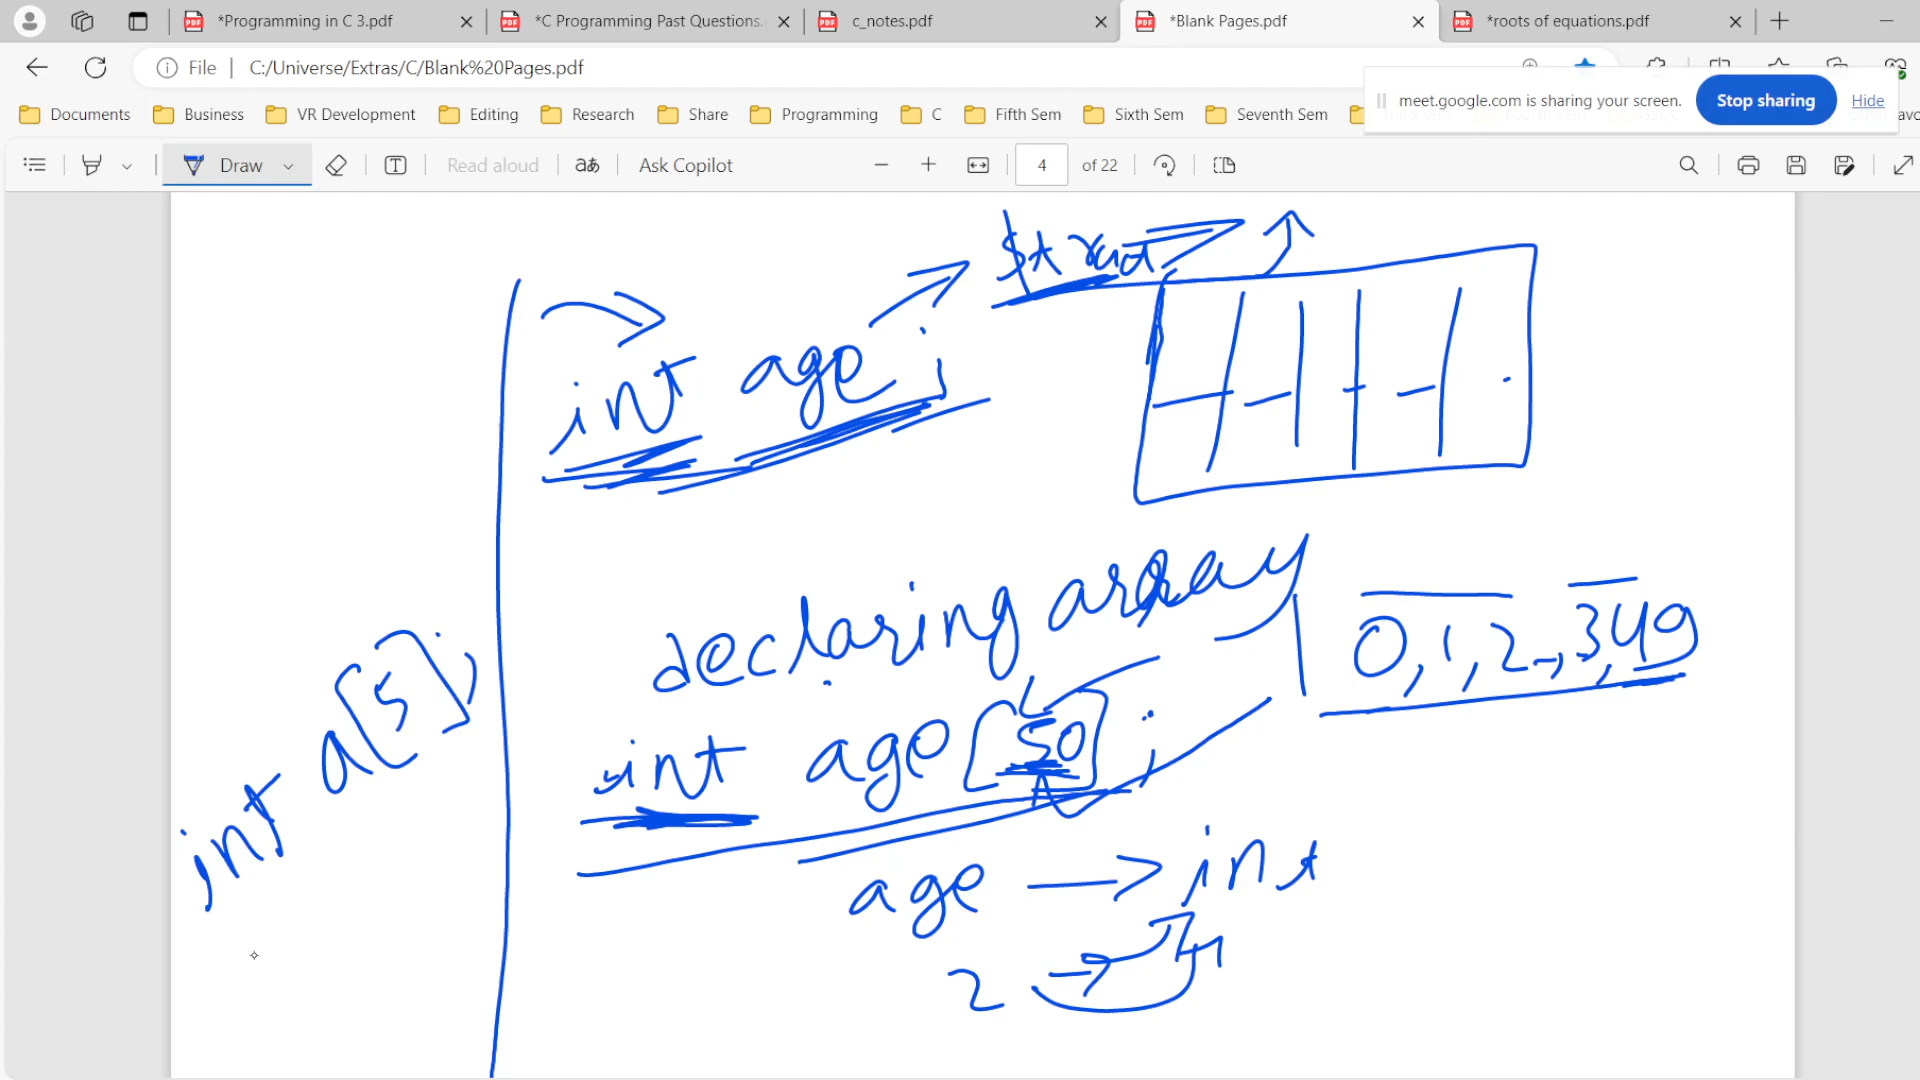 *Programming in C 3.pdf
*C Programming Past Questions.
c_notes.pdf
*Blank Pages.pdf
*roots of equations.pdf
File
C:/Universe/Extras/C/Blank%20Pages.pdf
meet.google.com is sharing your screen.
Stop sharing
Hide
Documents
Business
VR Development
Editing
Research
Share
Programming
C
Fifth Sem
Sixth Sem
Seventh Sem
Draw
Read aloud
aあ
Ask Copilot
4
of 22
int age;
declaring array
0,1,2--,3,49
int age[50];
int a[5];
age → int
2